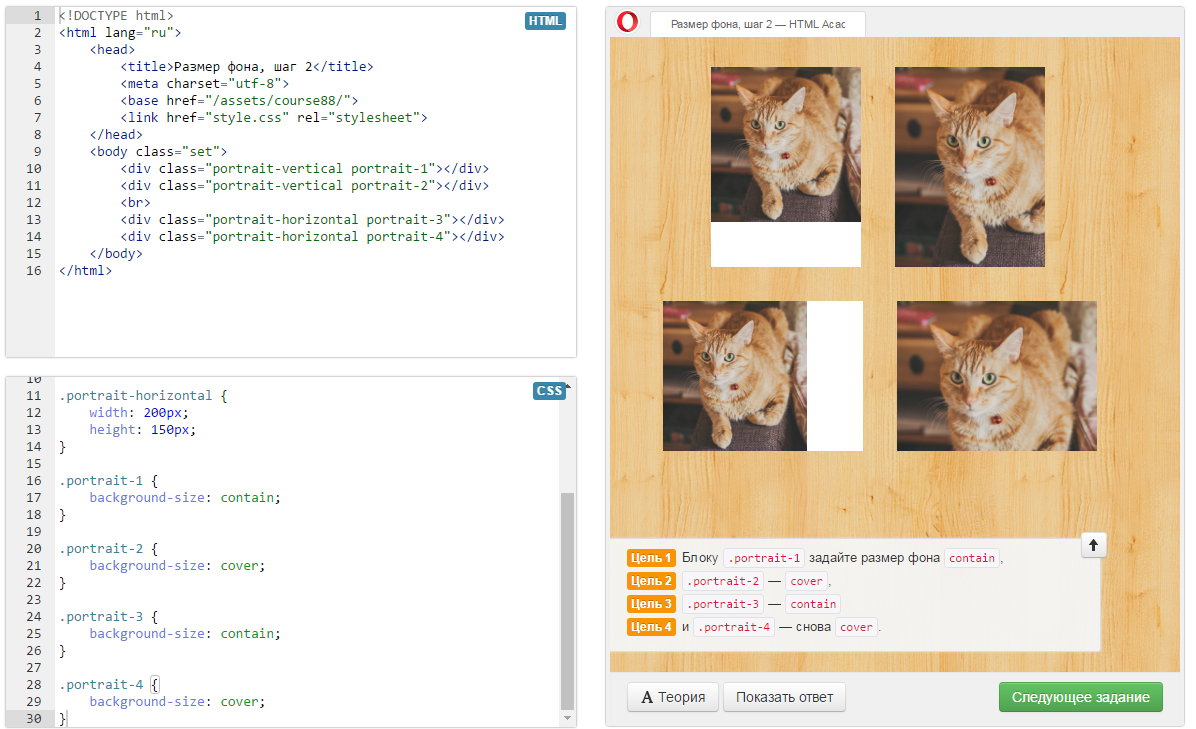 1 <!DOCTYPE html>
HTML
2 <html lang="ru">
3 <head>
4 <title>Размер фона, шаг 2</title>
5 <meta charset="utf-8">
6 <base href="/assets/course88/">
7 <link href="style.css" rel="stylesheet">
8 </head>
9 <body class="set">
10 <div class="portrait-vertical portrait-1"></div>
11 <div class="portrait-vertical portrait-2"></div>
12 <br>
13 <div class="portrait-horizontal portrait-3"></div>
14 <div class="portrait-horizontal portrait-4"></div>
15 </body>
16 </html>
10
CSS
11 .portrait-horizontal {
12 width: 200px;
13 height: 150px;
14 }
15
16 .portrait-1 {
17 background-size: contain;
18 }
19
20 .portrait-2 {
21 background-size: cover;
22 }
23
24 .portrait-3 {
25 background-size: contain;
26 }
27
28 .portrait-4 {
29 background-size: cover;
30 }
Размер фона, шаг 2 — HTML Acac
Цель 1 Блоку .portrait-1 задайте размер фона contain,
Цель 2 .portrait-2 — cover,
Цель 3 .portrait-3 — contain
Цель 4 и .portrait-4 — снова cover.
A Теория
Показать ответ
Следующее задание